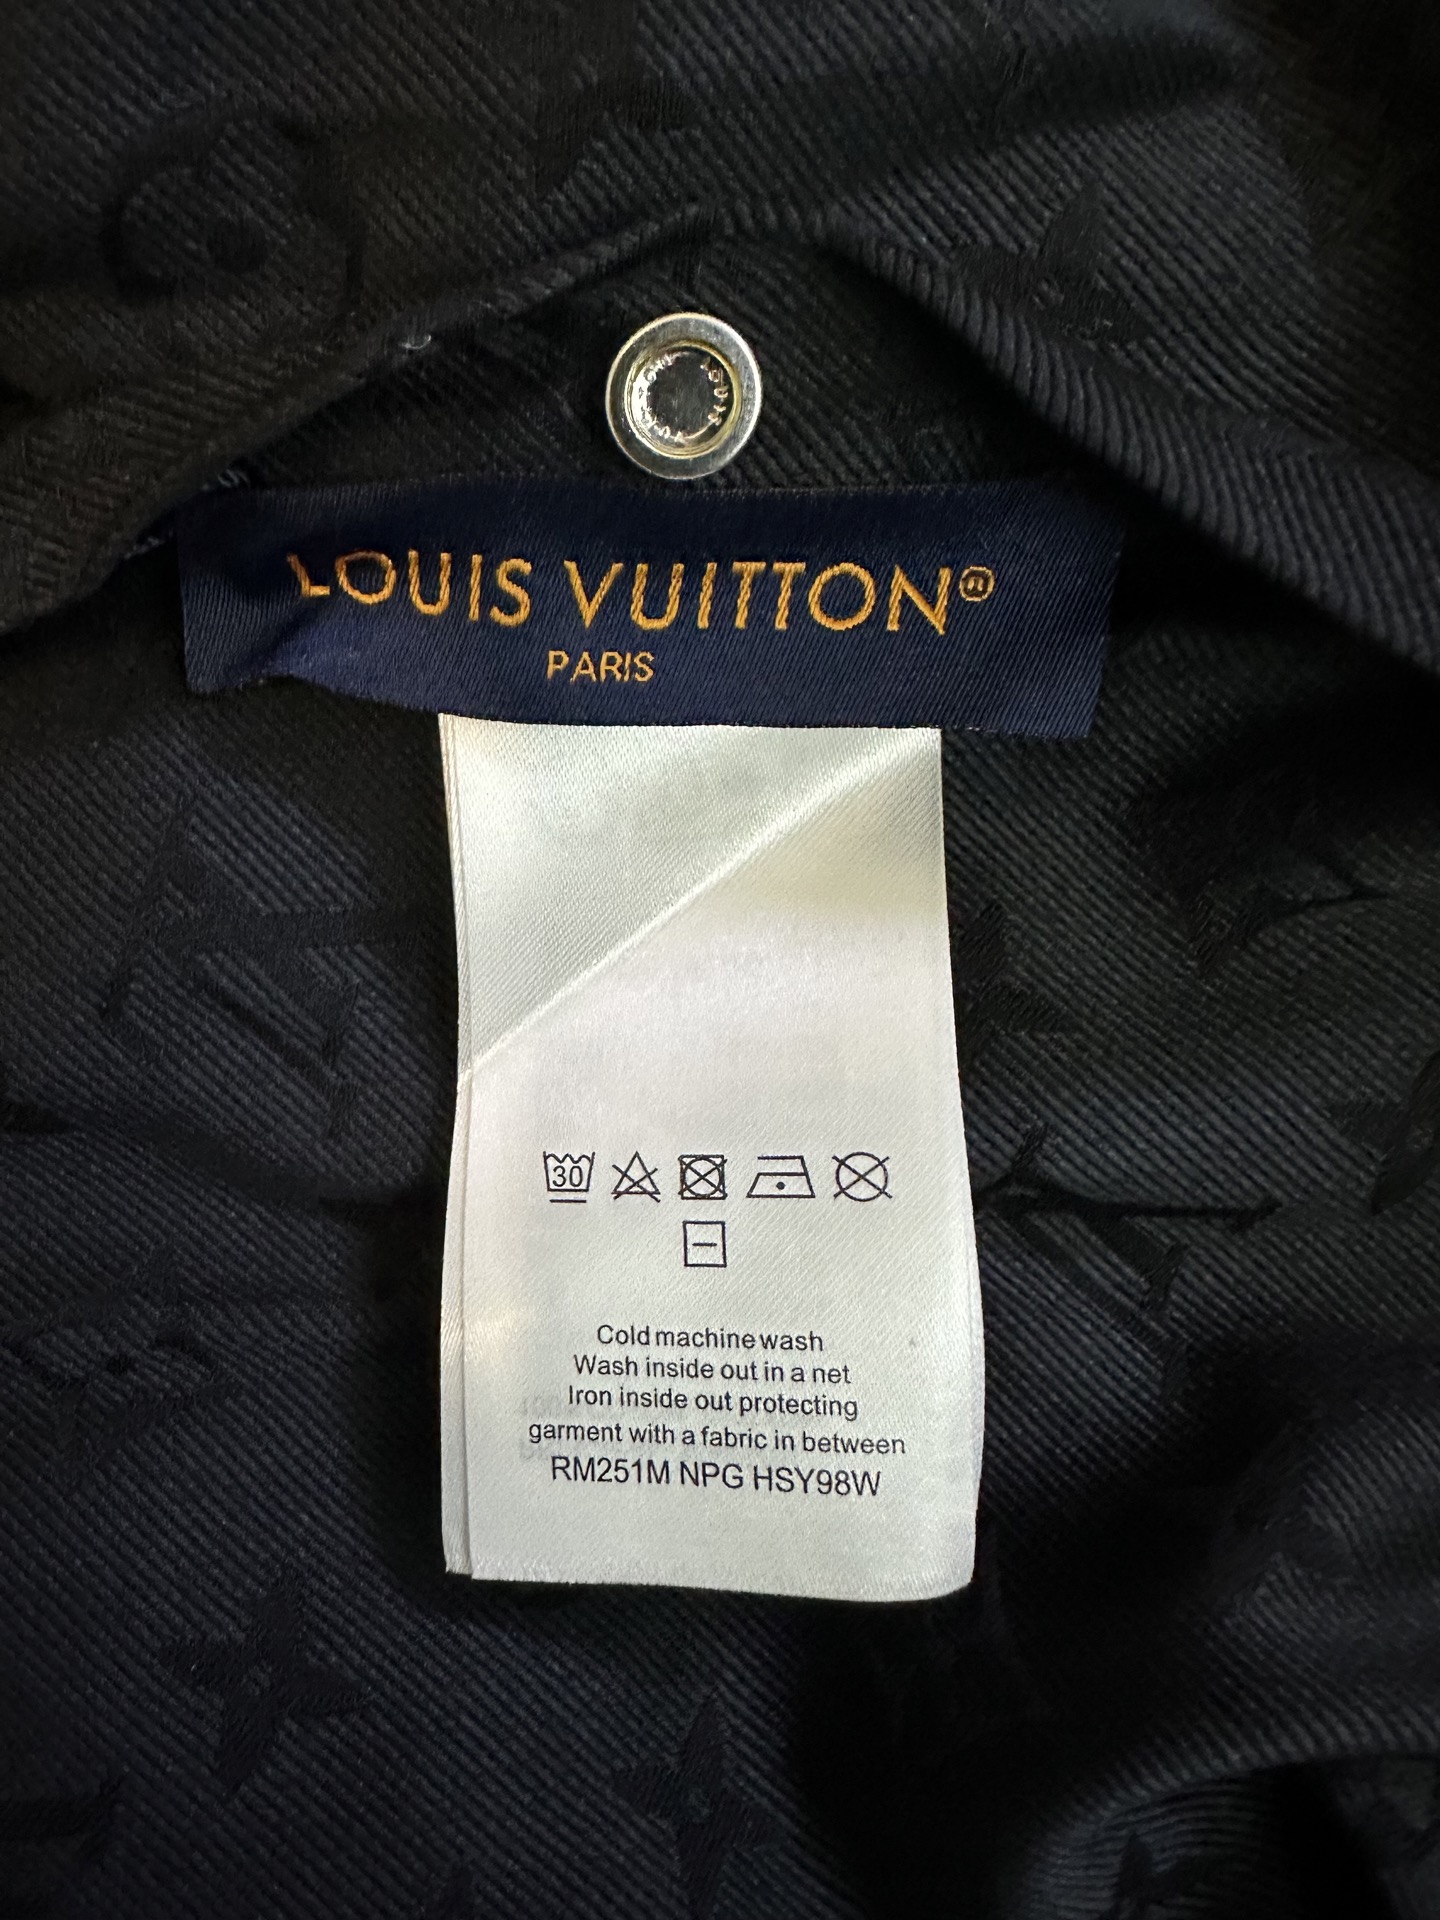 LOUIS VUITTON®
PARIS
30
Cold machine wash
Wash inside out in a net
Iron inside out protecting
garment with a fabric in between
RM251M NPG HSY98W